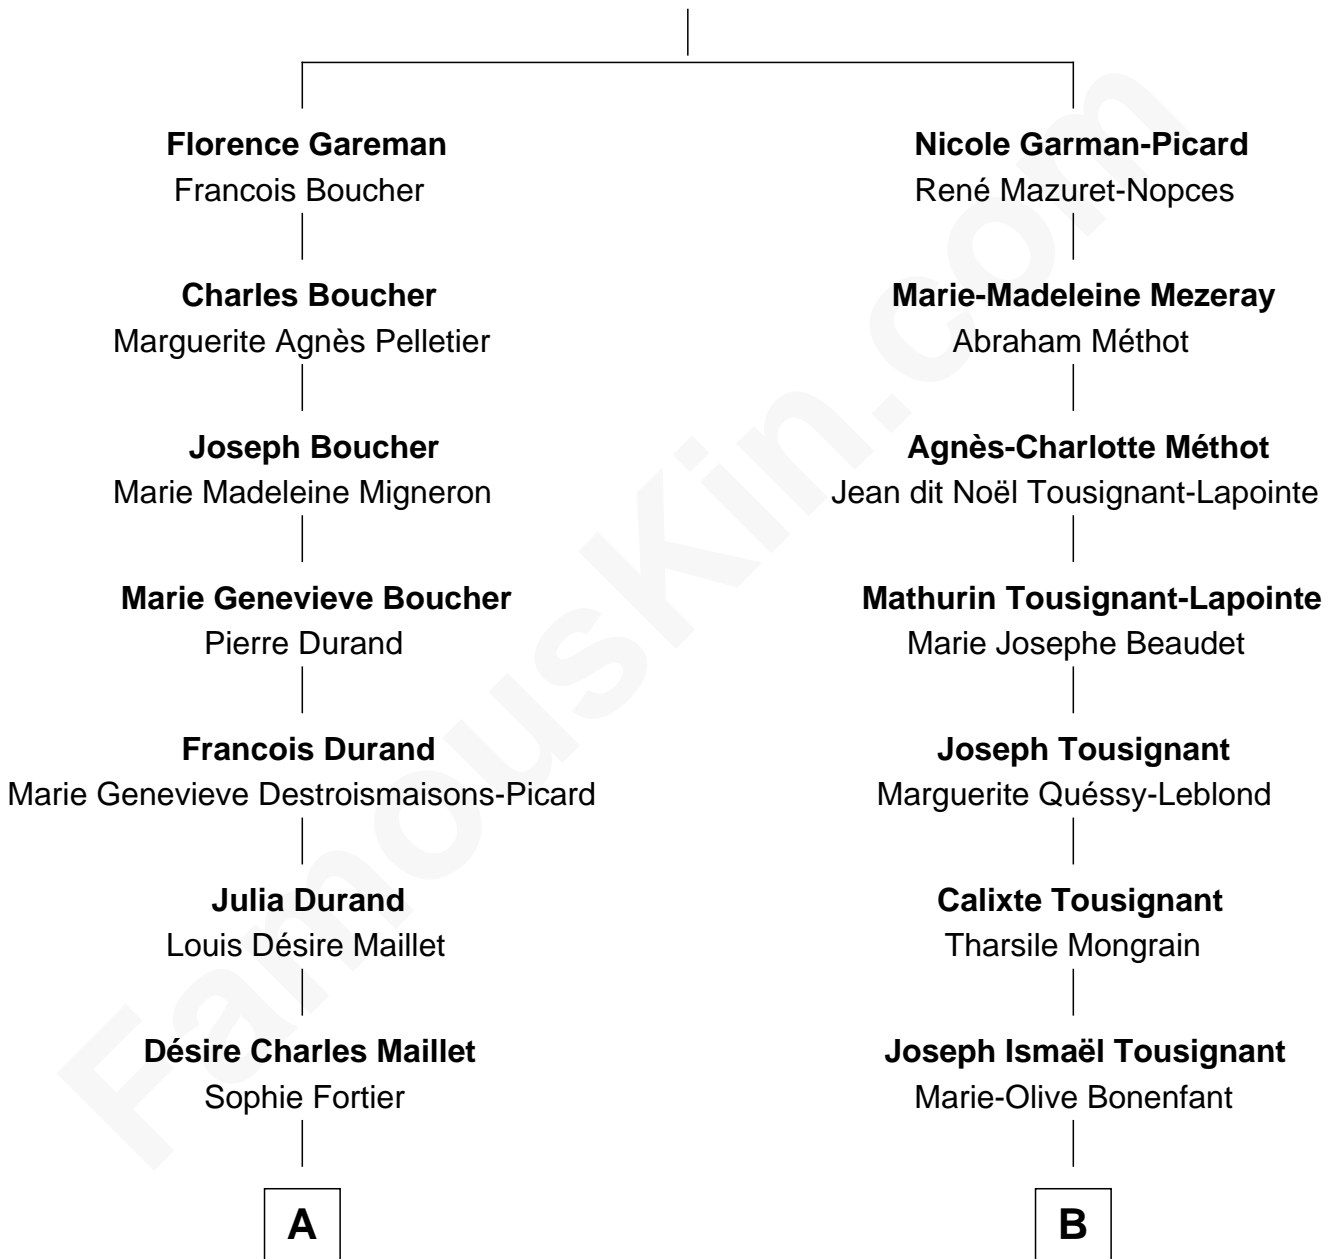 Florence Gareman
Francois Boucher
Nicole Garman-Picard
René Mazuret-Nopces
Charles Boucher
Marguerite Agnès Pelletier
Marie-Madeleine Mezeray
Abraham Méthot
Joseph Boucher
Marie Madeleine Migneron
Agnès-Charlotte Méthot
Jean dit Noël Tousignant-Lapointe
Marie Genevieve Boucher
Pierre Durand
Mathurin Tousignant-Lapointe
Marie Josephe Beaudet
Francois Durand
Marie Genevieve Destroismaisons-Picard
Joseph Tousignant
Marguerite Quéssy-Leblond
Julia Durand
Louis Désire Maillet
Calixte Tousignant
Tharsile Mongrain
Désire Charles Maillet
Sophie Fortier
Joseph Ismaël Tousignant
Marie-Olive Bonenfant
A
B
FamousKin.com